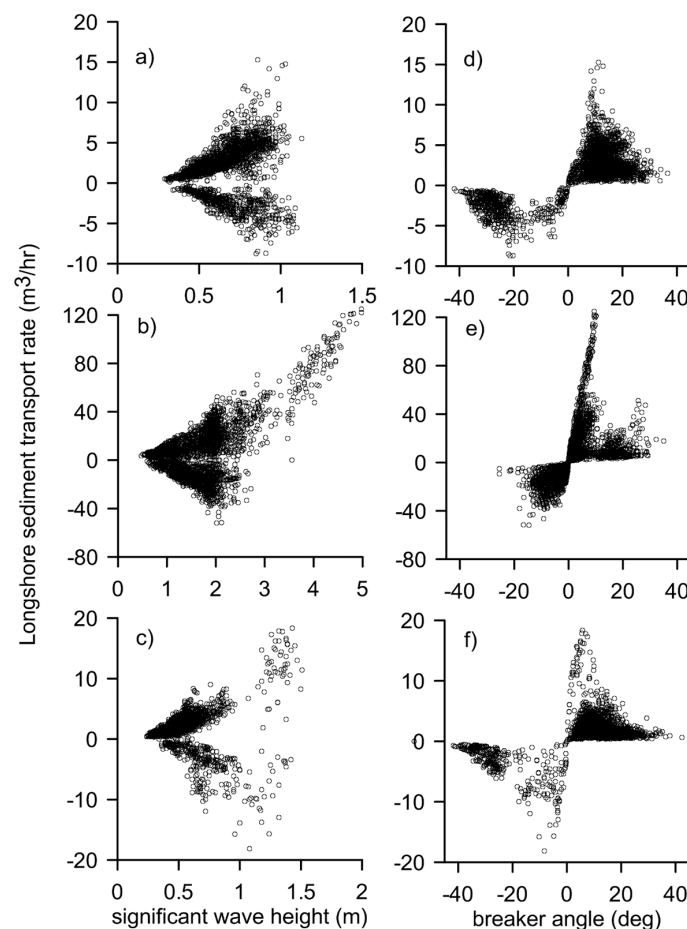 Longshore sediment transport rate (m³/hr)
a)
20
15
10
5
0
-5
-10
0 0.5 1 1.5
d)
20
15
10
5
0
-5
-10
-40 -20 0 20 40
b)
120
80
40
0
-40
-80
0 1 2 3 4 5
e)
120
80
40
0
-40
-80
-40 -20 0 20 40
c)
20
10
0
-10
-20
0 0.5 1 1.5 2
significant wave height (m)
f)
20
10
0
-10
-20
-40 -20 0 20 40
breaker angle (deg)